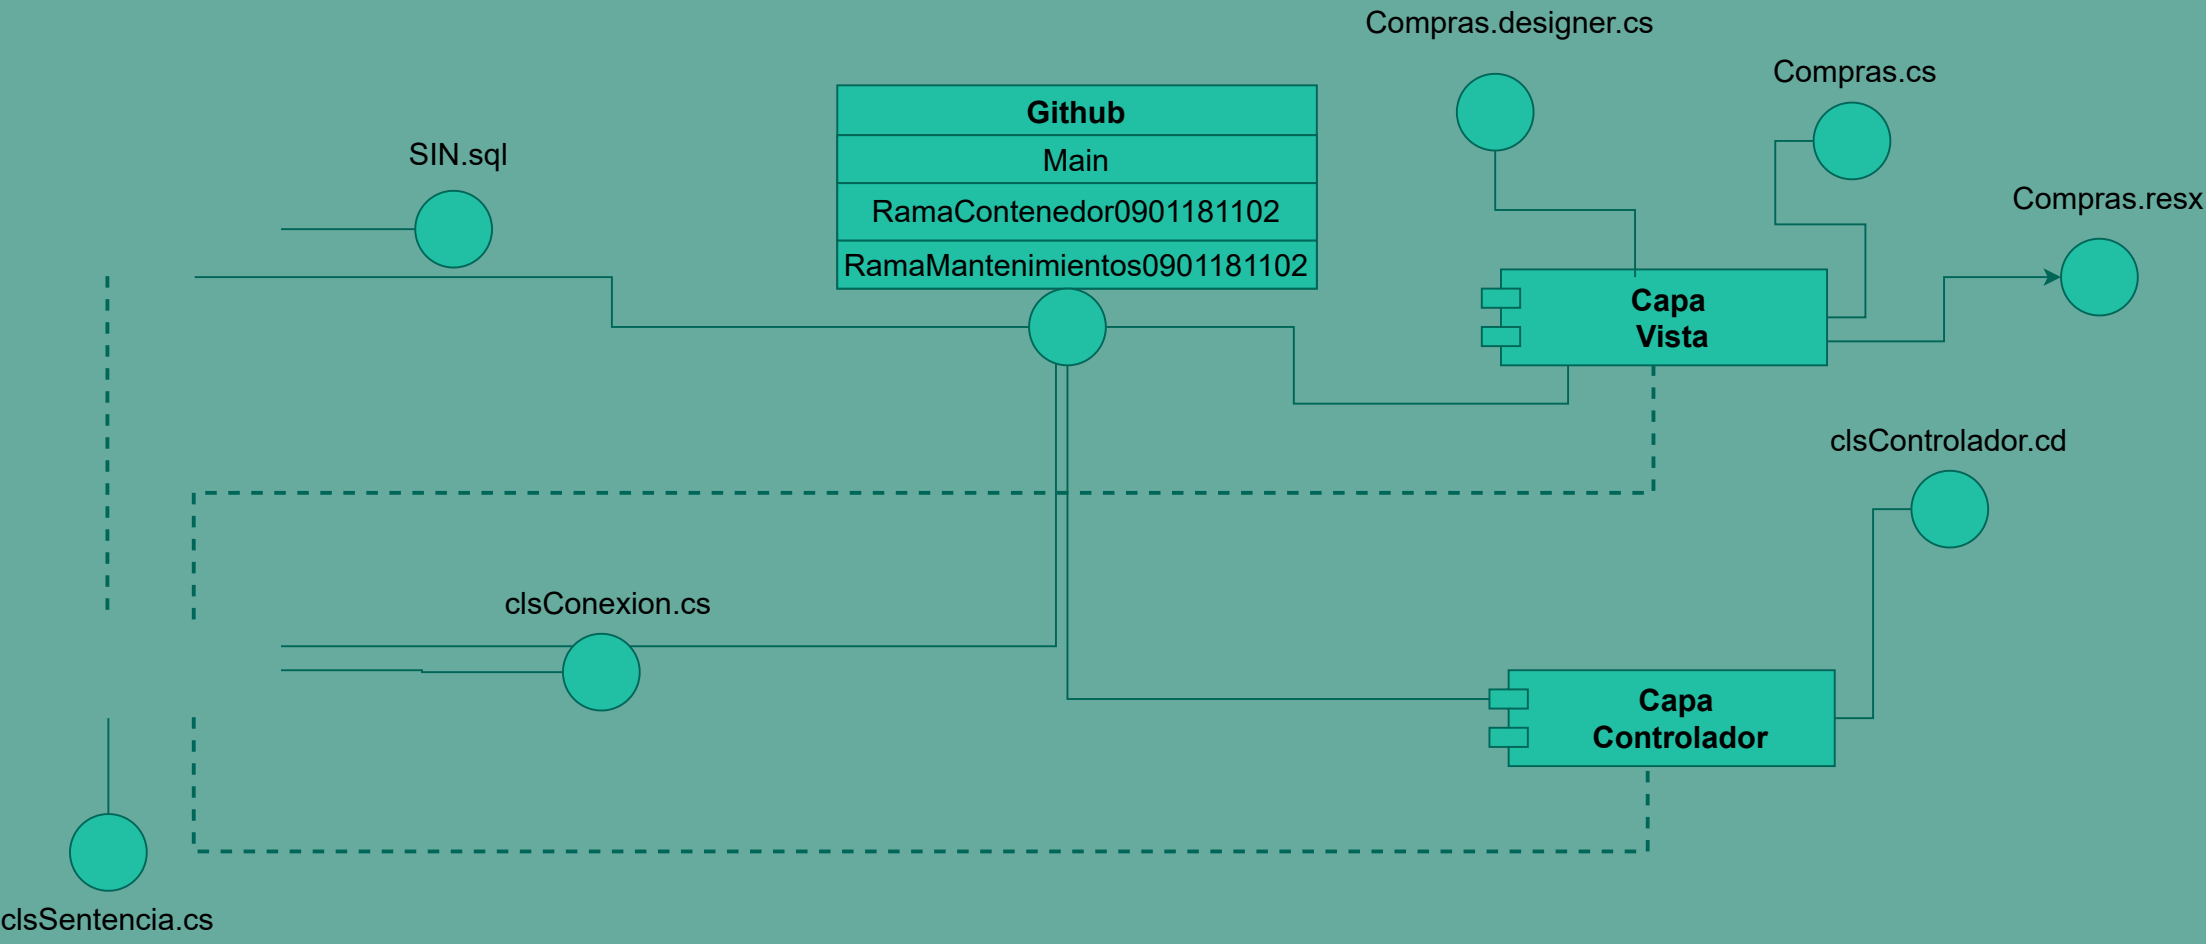 Compras.designer.cs
Compras.cs
Github
SIN.sql
Main
Compras.resx
RamaContenedor0901181102
RamaMantenimientos0901181102
Capa
Vista
clsControlador.cd
clsConexion.cs
Capa
Controlador
clsSentencia.cs